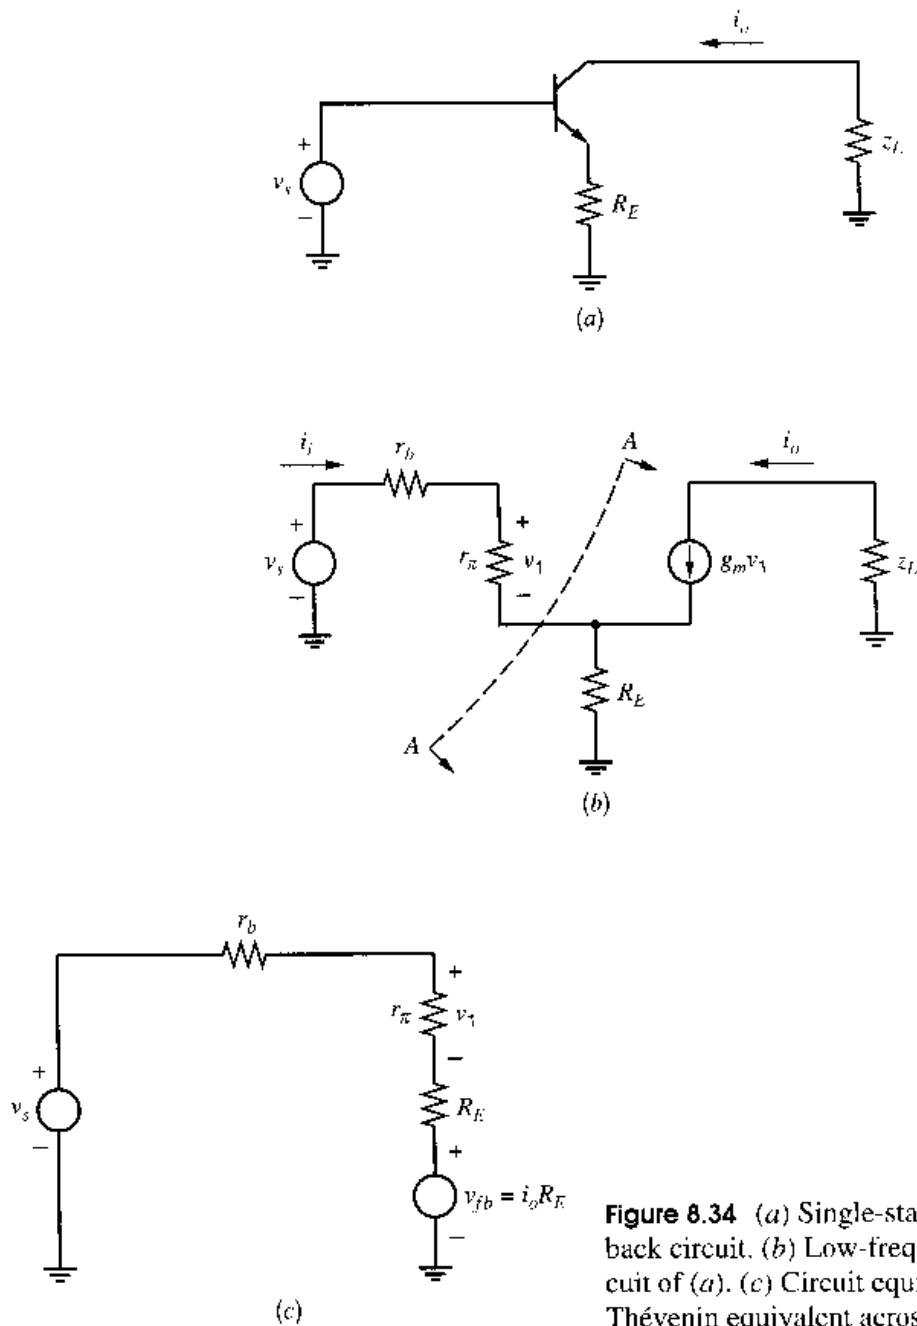 i_o
+
v_s
−
z_L
R_E
(a)
i_i
r_b
A
i_o
+
v_s
−
r_π
+
v_1
−
g_m v_1
z_L
R_E
A
(b)
r_b
+
r_π
v_1
−
+
v_s
−
R_E
+
v_fb = i_o R_E
−
(c)
Figure 8.34 (a) Single-sta
back circuit. (b) Low-freq
cuit of (a). (c) Circuit equi
Thévenin equivalent acros